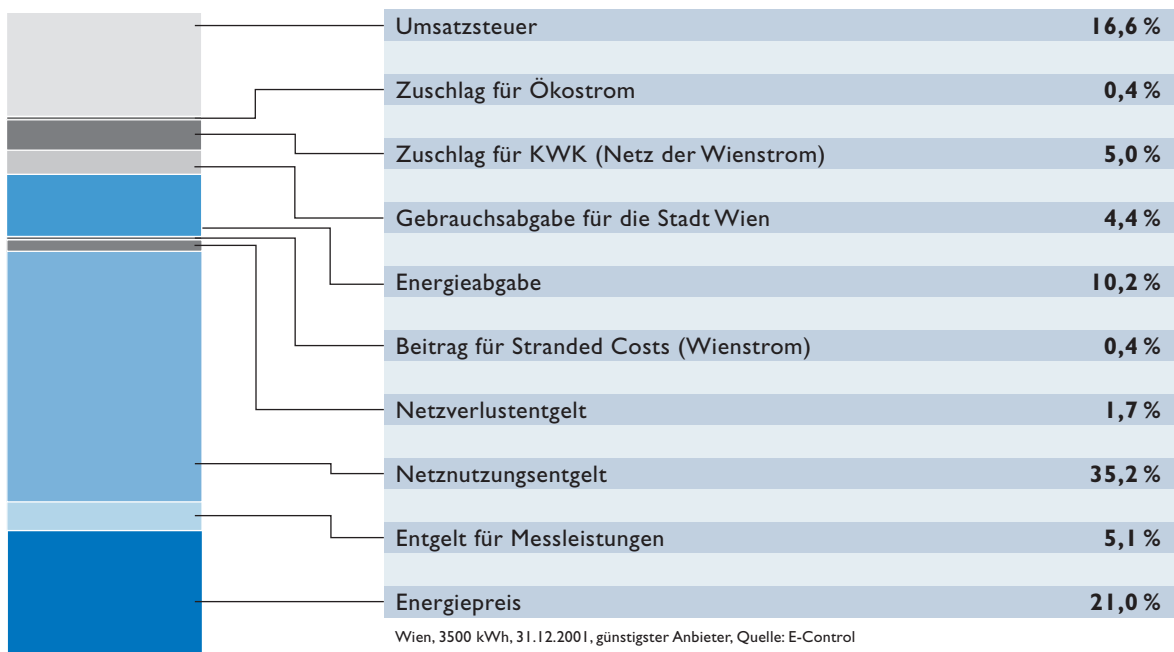 Umsatzsteuer 16,6 %
Zuschlag für Ökostrom 0,4 %
Zuschlag für KWK (Netz der Wienstrom) 5,0 %
Gebrauchsabgabe für die Stadt Wien 4,4 %
Energieabgabe 10,2 %
Beitrag für Stranded Costs (Wienstrom) 0,4 %
Netzverlustentgelt 1,7 %
Netznutzungsentgelt 35,2 %
Entgelt für Messleistungen 5,1 %
Energiepreis 21,0 %
Wien, 3500 kWh, 31.12.2001, günstigster Anbieter, Quelle: E-Control